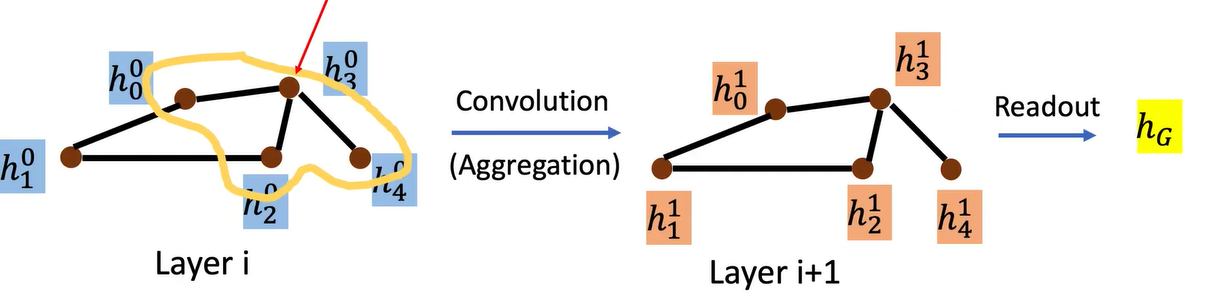 h_0^0
h_3^0
h_1^0
h_2^0
h_4^0
Layer i
Convolution
(Aggregation)
h_0^1
h_3^1
h_1^1
h_2^1
h_4^1
Layer i+1
Readout
h_G